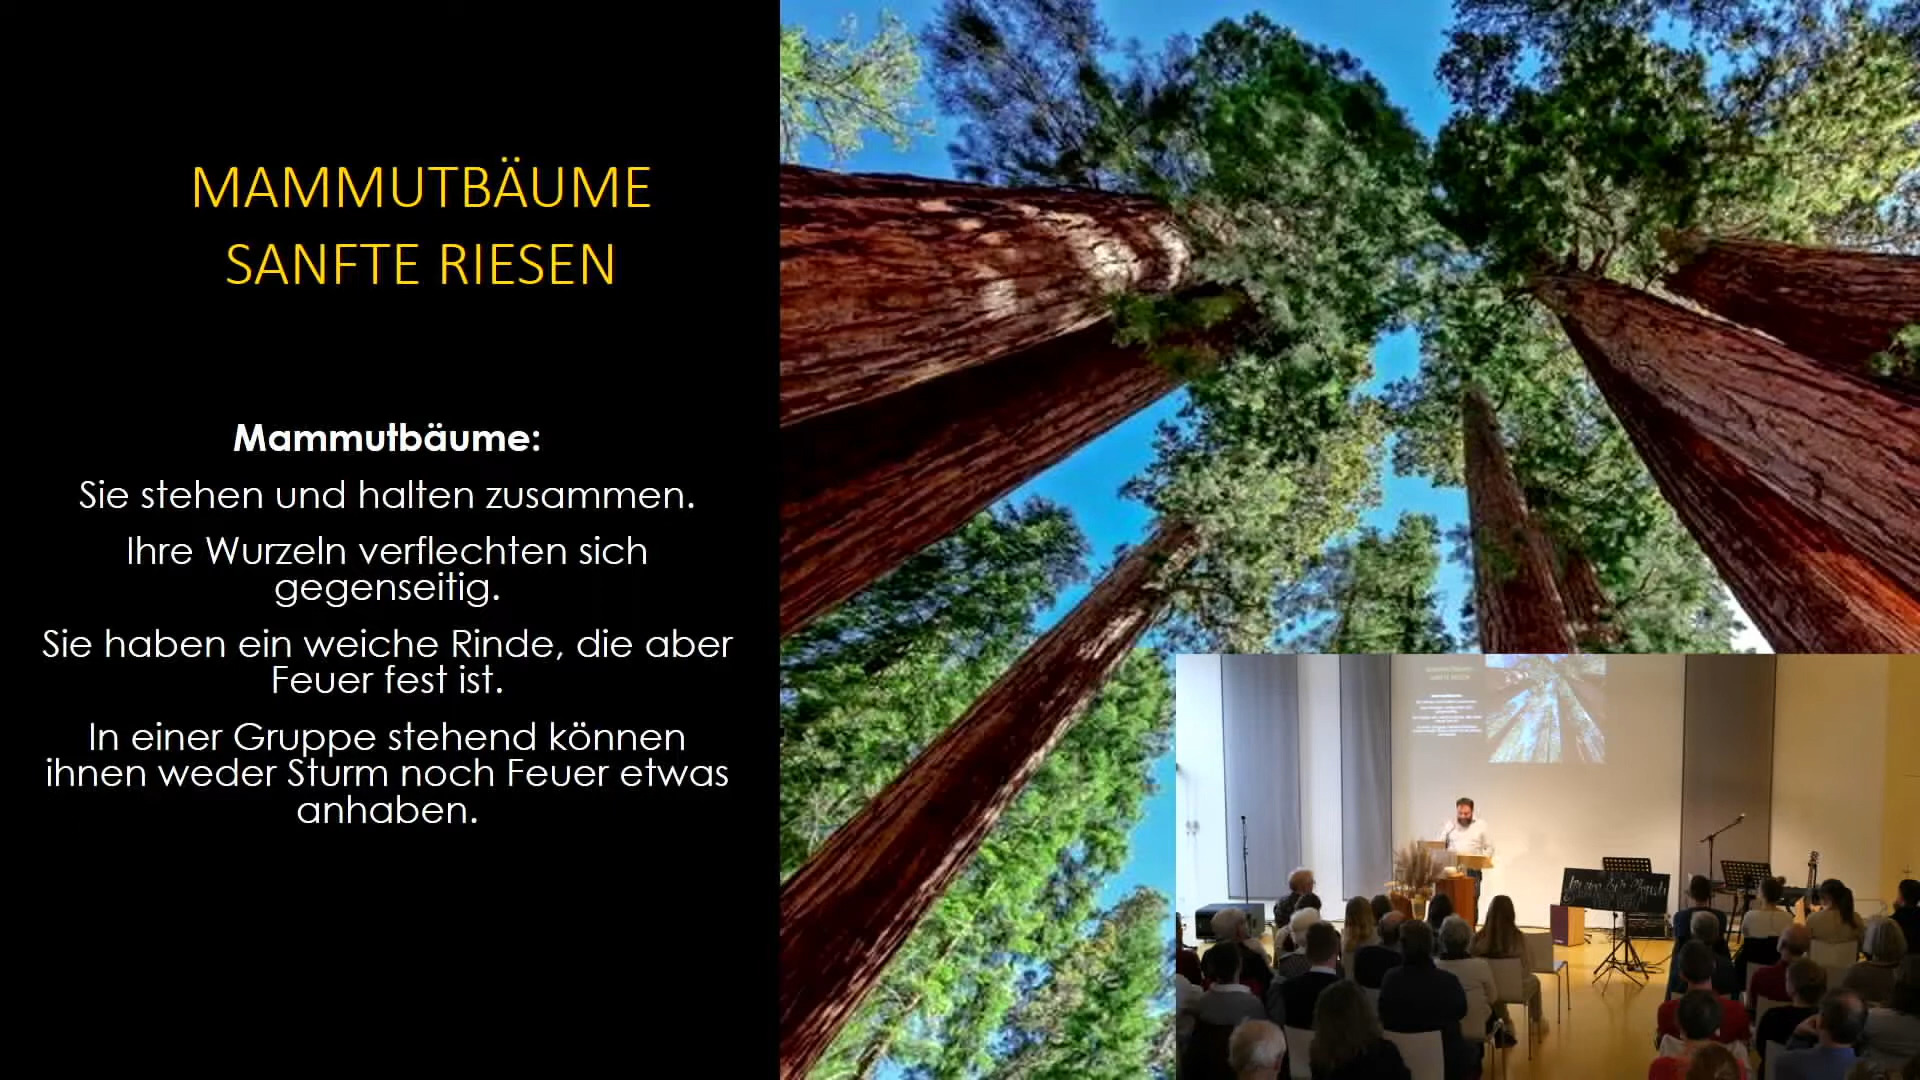 MAMMUTBÄUME
SANFTE RIESEN
Mammutbäume:
Sie stehen und halten zusammen.
Ihre Wurzeln verflechten sich
gegenseitig.
Sie haben ein weiche Rinde, die aber
Feuer fest ist.
In einer Gruppe stehend können
ihnen weder Sturm noch Feuer etwas
anhaben.